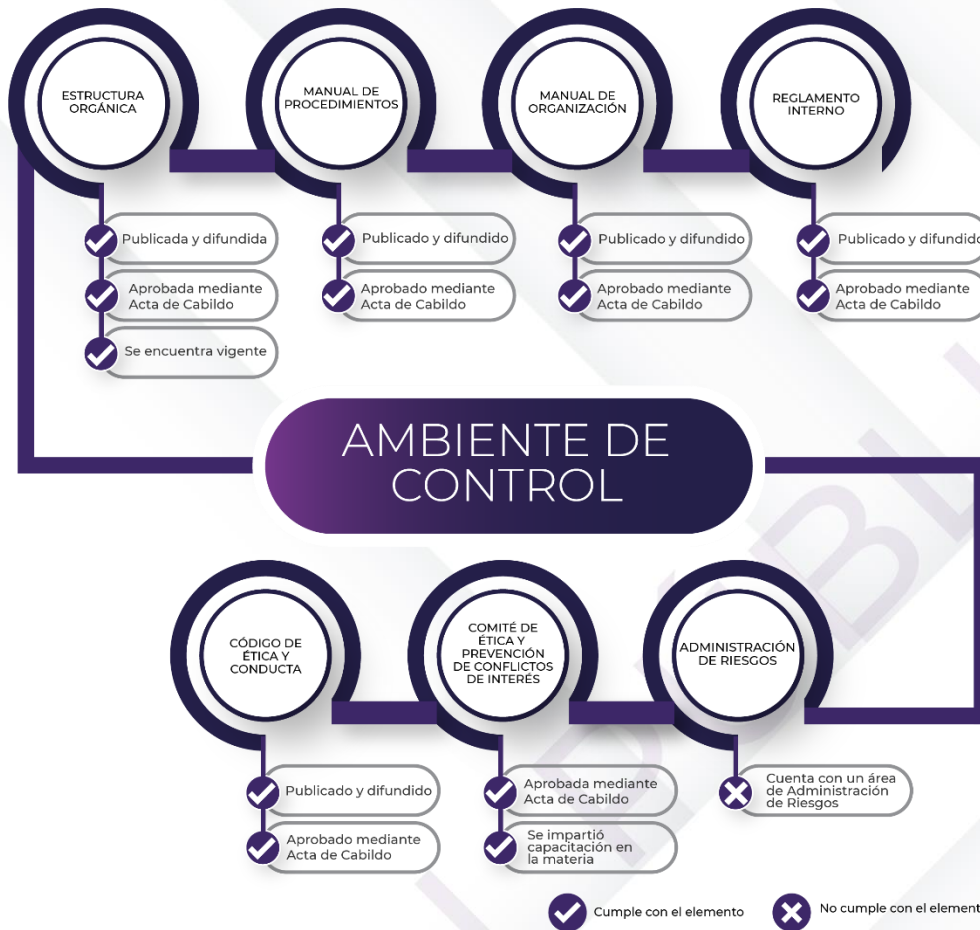 ESTRUCTURA
ORGÁNICA
Publicada y difundida
Aprobada mediante
Acta de Cabildo
Se encuentra vigente
MANUAL DE
PROCEDIMIENTOS
Publicado y difundido
Aprobado mediante
Acta de Cabildo
MANUAL DE
ORGANIZACIÓN
Publicado y difundido
Aprobado mediante
Acta de Cabildo
REGLAMENTO
INTERNO
Publicado y difundido
Aprobado mediante
Acta de Cabildo
AMBIENTE DE
CONTROL
CÓDIGO DE
ÉTICA Y
CONDUCTA
Publicado y difundido
Aprobado mediante
Acta de Cabildo
COMITÉ DE
ÉTICA Y
PREVENCIÓN
DE CONFLICTOS
DE INTERÉS
Aprobada mediante
Acta de Cabildo
Se impartió
capacitación en
la materia
ADMINISTRACIÓN
DE RIESGOS
Cuenta con un área
de Administración
de Riesgos
Cumple con el elemento
No cumple con el element